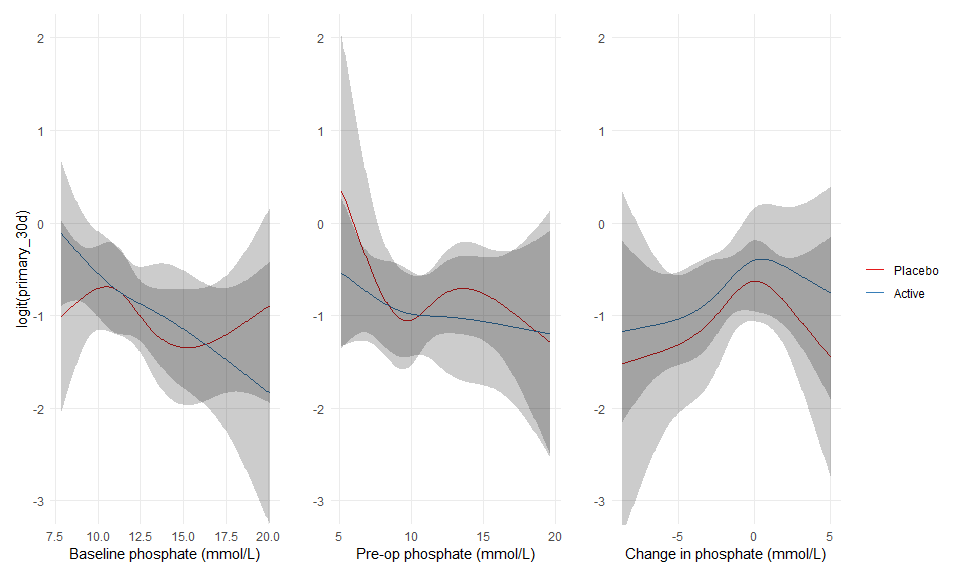 logit(primary_30d)
2
1
0
-1
-2
-3
7.5 10.0 12.5 15.0 17.5 20.0
Baseline phosphate (mmol/L)
2
1
0
-1
-2
-3
5 10 15 20
Pre-op phosphate (mmol/L)
2
1
0
-1
-2
-3
-5 0 5
Change in phosphate (mmol/L)
Placebo
Active